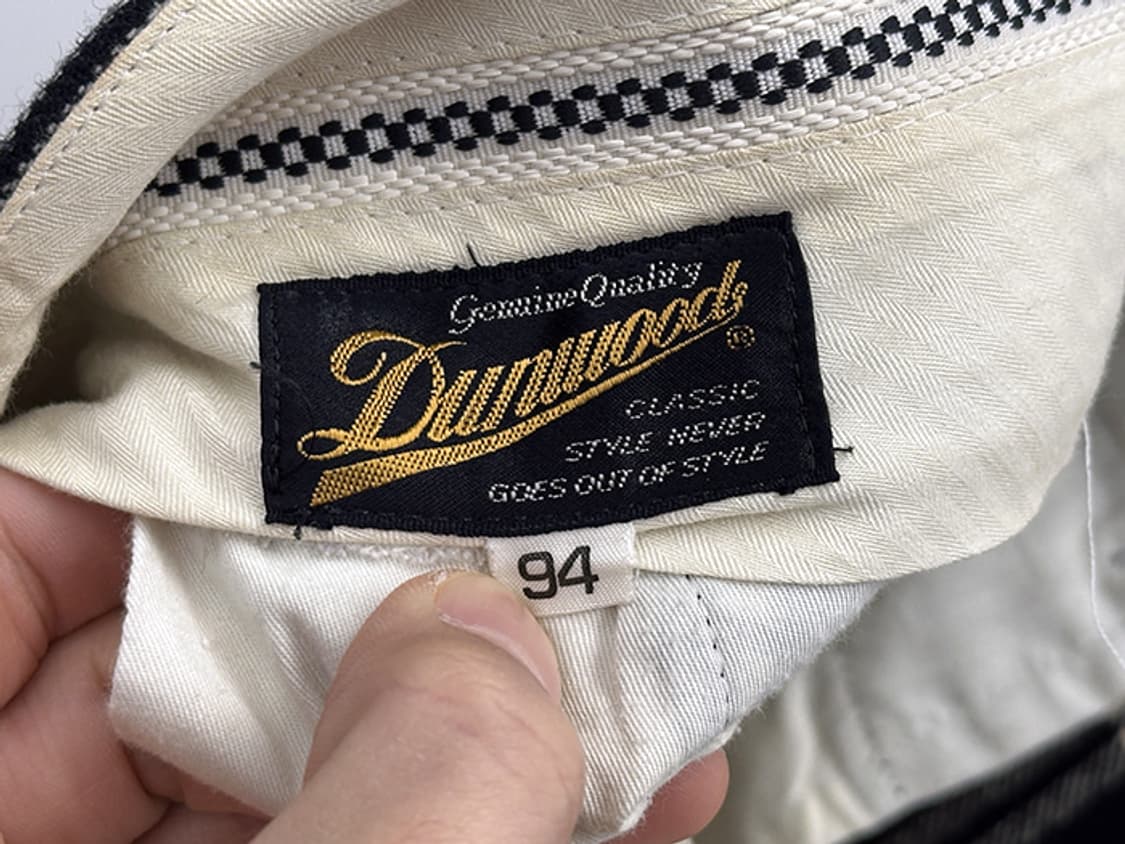 Genuine Quality
Dunwoods®
CLASSIC
STYLE NEVER
GOES OUT OF STYLE
94